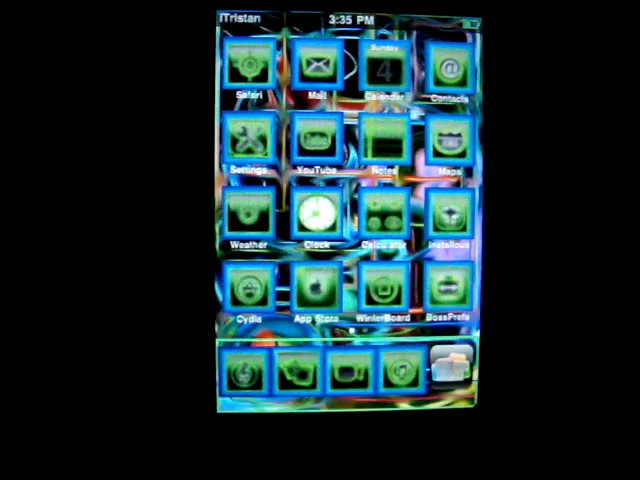 iTristan 3:35 PM
Sunday
4
Safari Mail Calendar Contacts
Settings YouTube Notes Maps
Weather Clock Calculator Installous
Cydia App Store WinterBoard BossPrefs